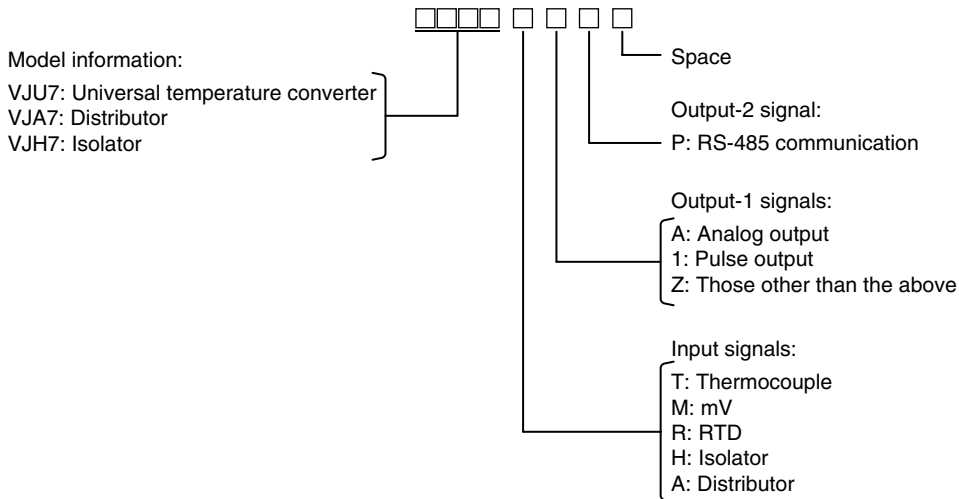 Model information:
VJU7: Universal temperature converter
VJA7: Distributor
VJH7: Isolator
Space
Output-2 signal:
P: RS-485 communication
Output-1 signals:
A: Analog output
1: Pulse output
Z: Those other than the above
Input signals:
T: Thermocouple
M: mV
R: RTD
H: Isolator
A: Distributor